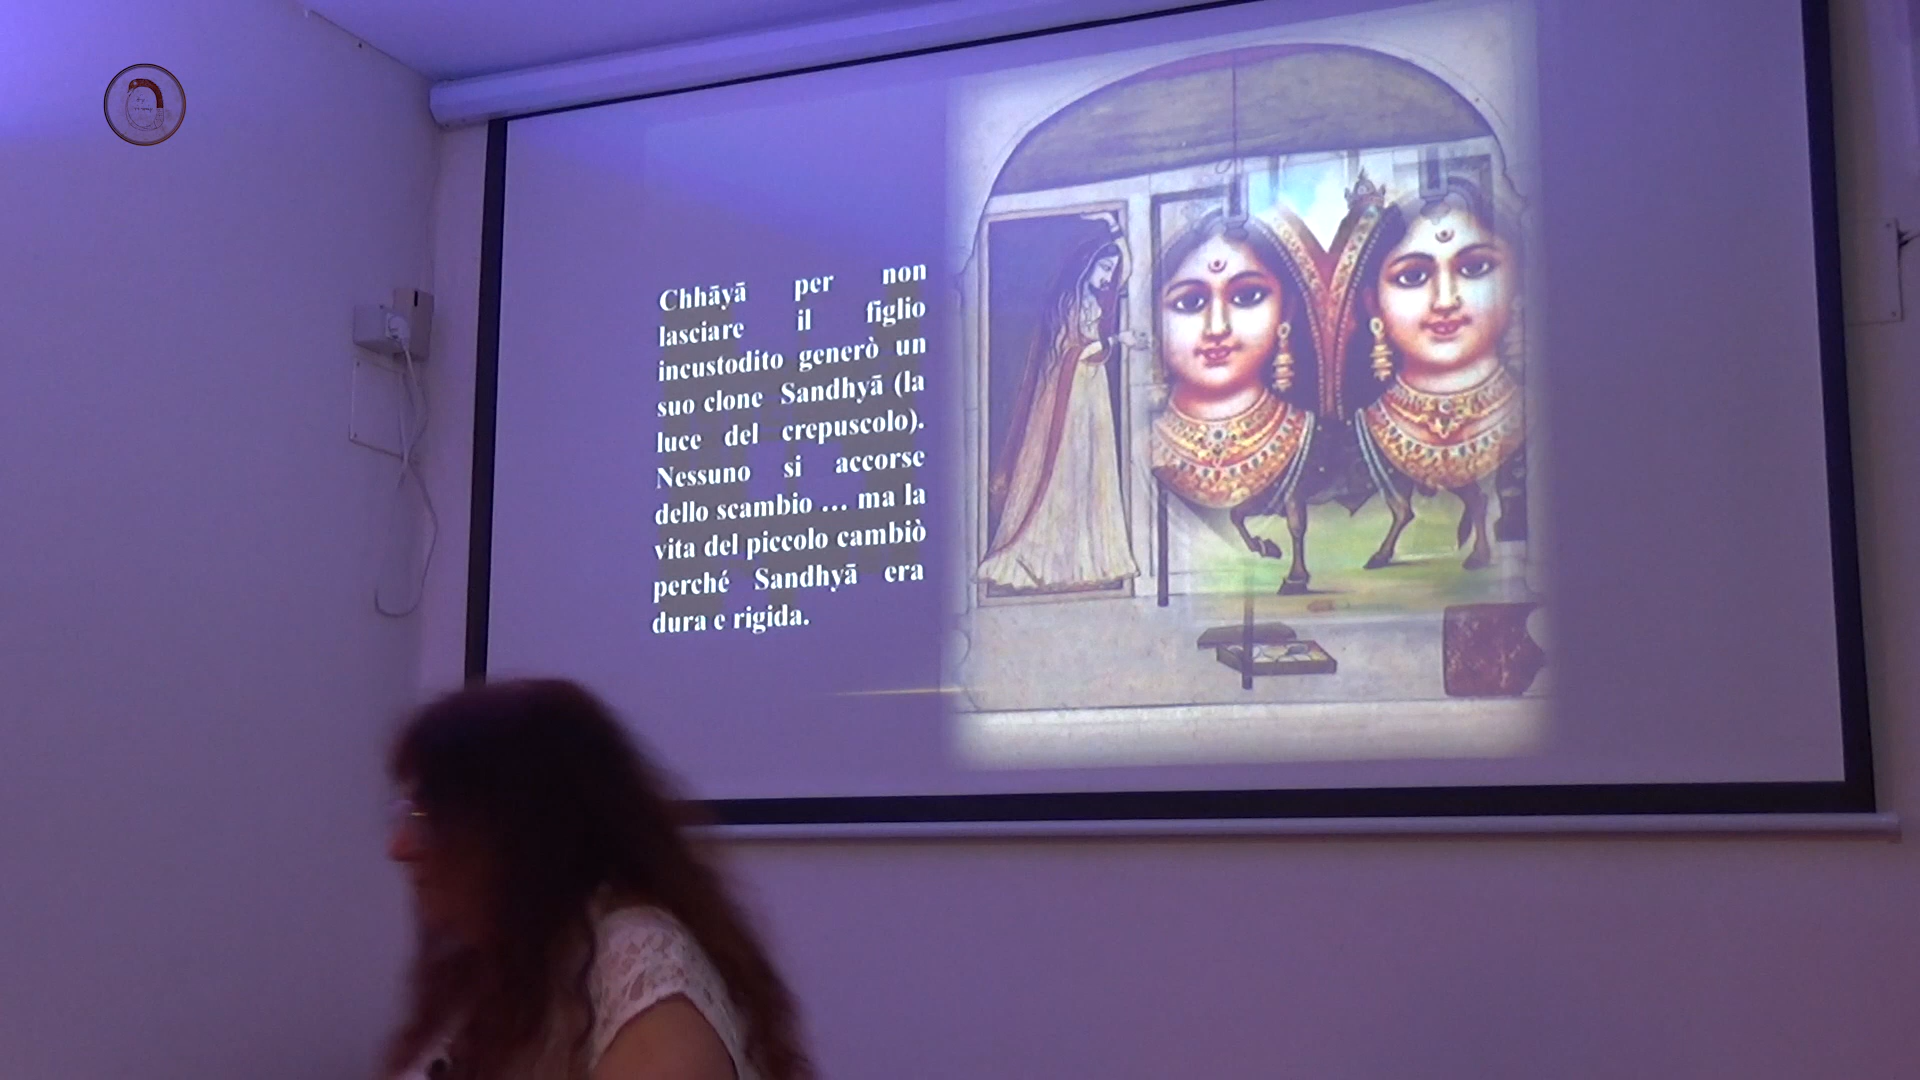 Chhāyā per non
lasciare il figlio
incustodito generò un
suo clone Sandhyā (la
luce del crepuscolo).
Nessuno si accorse
dello scambio ... ma la
vita del piccolo cambiò
perché Sandhyā era
dura e rigida.